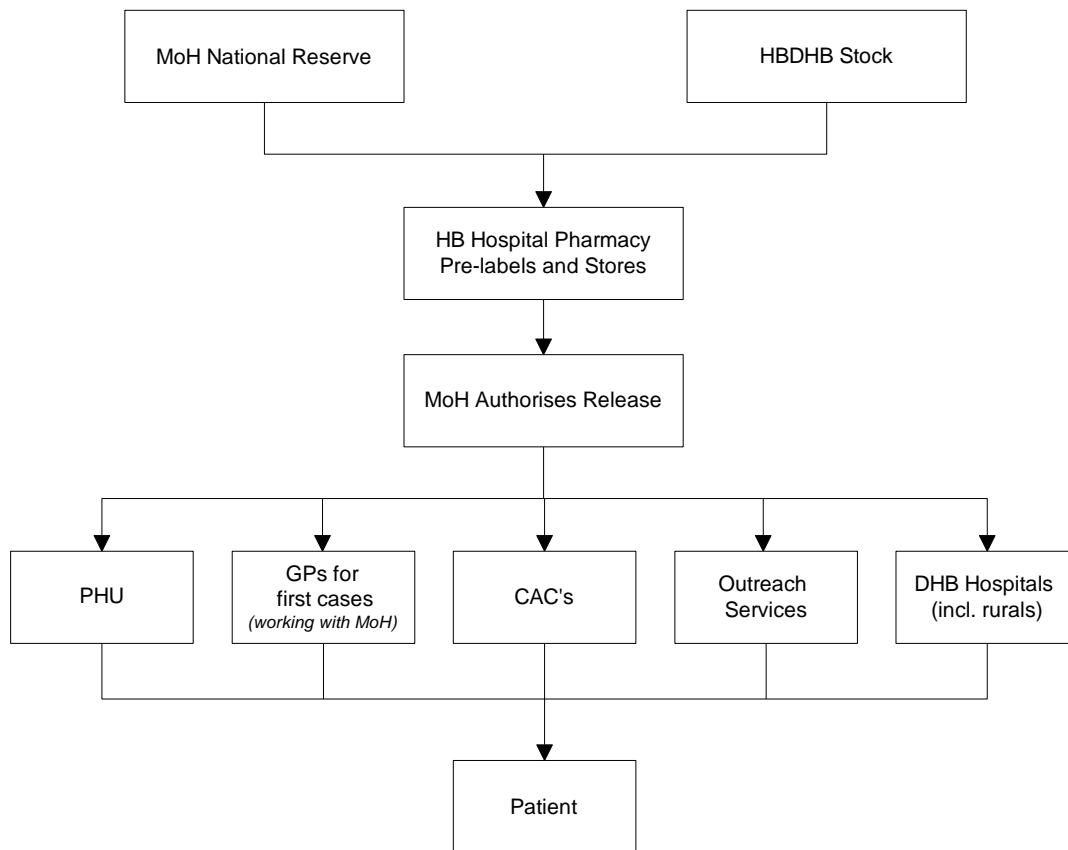 MoH National Reserve
HBDHB Stock
HB Hospital Pharmacy
Pre-labels and Stores
MoH Authorises Release
PHU
GPs for
first cases
(working with MoH)
CAC's
Outreach
Services
DHB Hospitals
(incl. rurals)
Patient